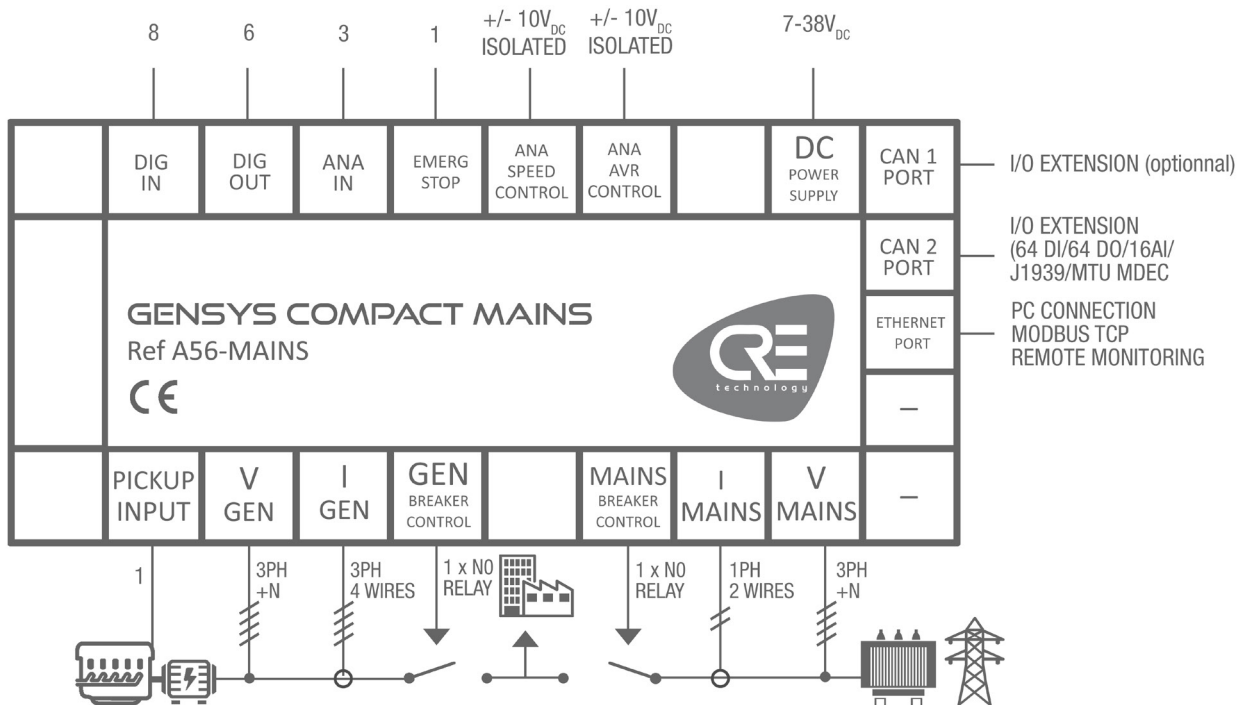 8
6
3
1
+/- 10VDC
ISOLATED
+/- 10VDC
ISOLATED
7-38VDC
DIG
IN
DIG
OUT
ANA
IN
EMERG
STOP
ANA
SPEED
CONTROL
ANA
AVR
CONTROL
DC
POWER
SUPPLY
CAN 1
PORT
I/O EXTENSION (optionnal)
CAN 2
PORT
I/O EXTENSION
(64 DI/64 DO/16AI/
J1939/MTU MDEC
ETHERNET
PORT
PC CONNECTION
MODBUS TCP
REMOTE MONITORING
GENSYS COMPACT MAINS
Ref A56-MAINS
CE
CRE
technology
–
–
PICKUP
INPUT
V
GEN
I
GEN
GEN
BREAKER
CONTROL
MAINS
BREAKER
CONTROL
I
MAINS
V
MAINS
1
3PH
+N
3PH
4 WIRES
1 x N0
RELAY
1 x N0
RELAY
1PH
2 WIRES
3PH
+N